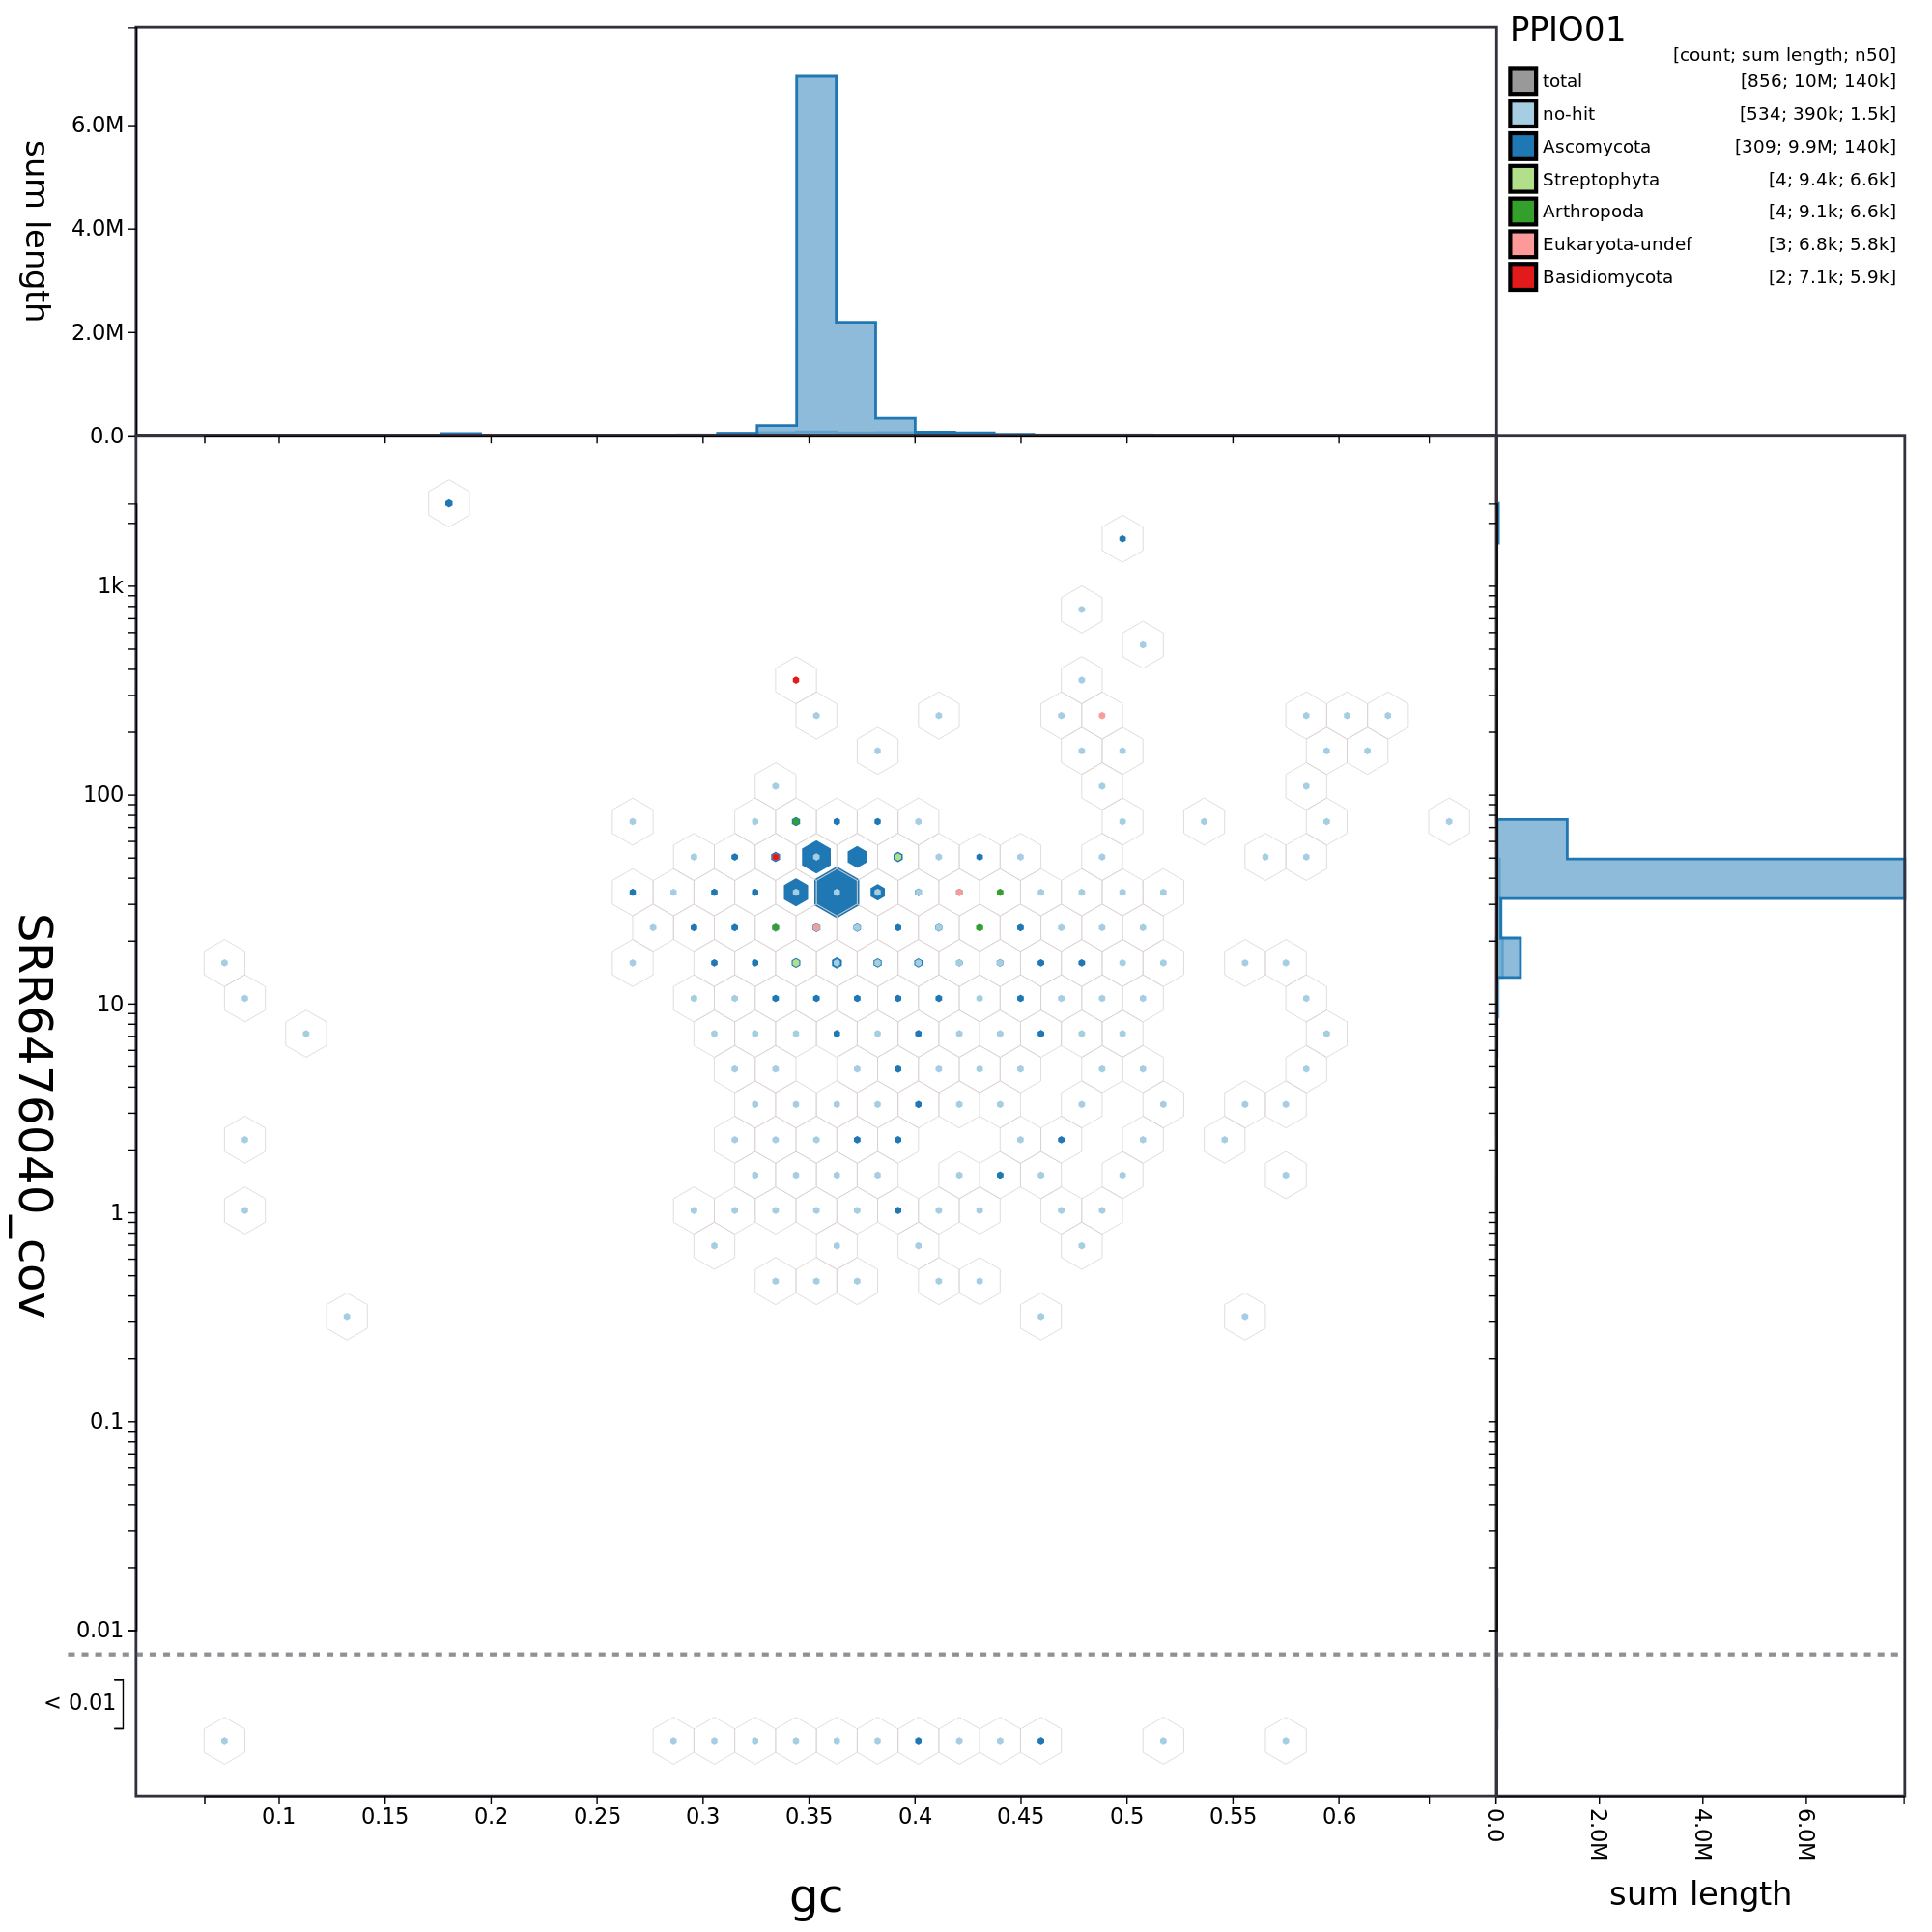 PPIO01
[count; sum length; n50]
total [856; 10M; 140k]
no-hit [534; 390k; 1.5k]
Ascomycota [309; 9.9M; 140k]
Streptophyta [4; 9.4k; 6.6k]
Arthropoda [4; 9.1k; 6.6k]
Eukaryota-undef [3; 6.8k; 5.8k]
Basidiomycota [2; 7.1k; 5.9k]
sum length
6.0M
4.0M
2.0M
0.0
SRR6476040_cov
1k
100
10
1
0.1
0.01
< 0.01
0.1 0.15 0.2 0.25 0.3 0.35 0.4 0.45 0.5 0.55 0.6
gc
0.0 2.0M 4.0M 6.0M
sum length